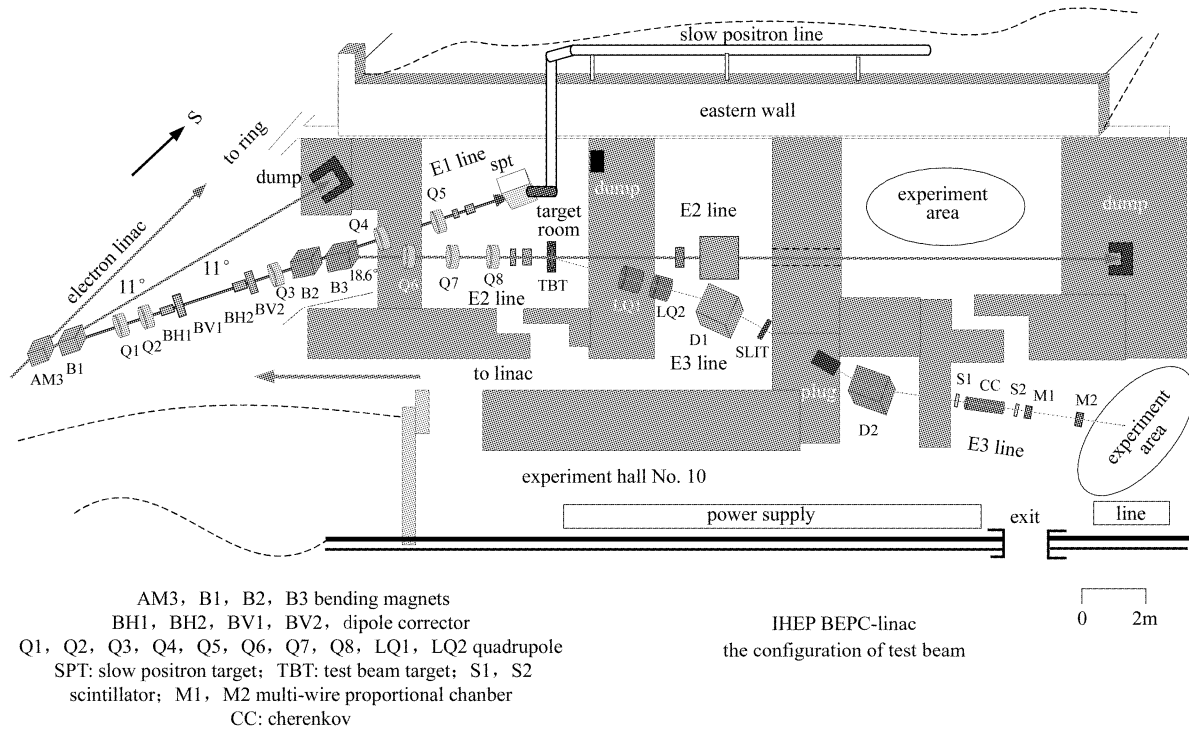 slow positron line
eastern wall
S
to ring
electron linac
dump
E1 line
spt
Q5
Q4
target
room
dump
E2 line
experiment
area
dump
11°
11°
18.6°
AM3
B1
Q1
Q2
BH1
BV1
BH2
BV2
Q3
B2
B3
Q6
Q7
Q8
E2 line
TBT
LQ1
LQ2
D1
SLIT
E3 line
to linac
plug
D2
S1
CC
S2
M1
M2
E3 line
experiment
area
experiment hall No. 10
power supply
exit
line
AM3，B1，B2，B3 bending magnets
BH1，BH2，BV1，BV2，dipole corrector
Q1，Q2，Q3，Q4，Q5，Q6，Q7，Q8，LQ1，LQ2 quadrupole
SPT: slow positron target；TBT: test beam target；S1，S2
scintillator；M1，M2 multi-wire proportional chanber
CC: cherenkov
IHEP BEPC-linac
the configuration of test beam
0 2m